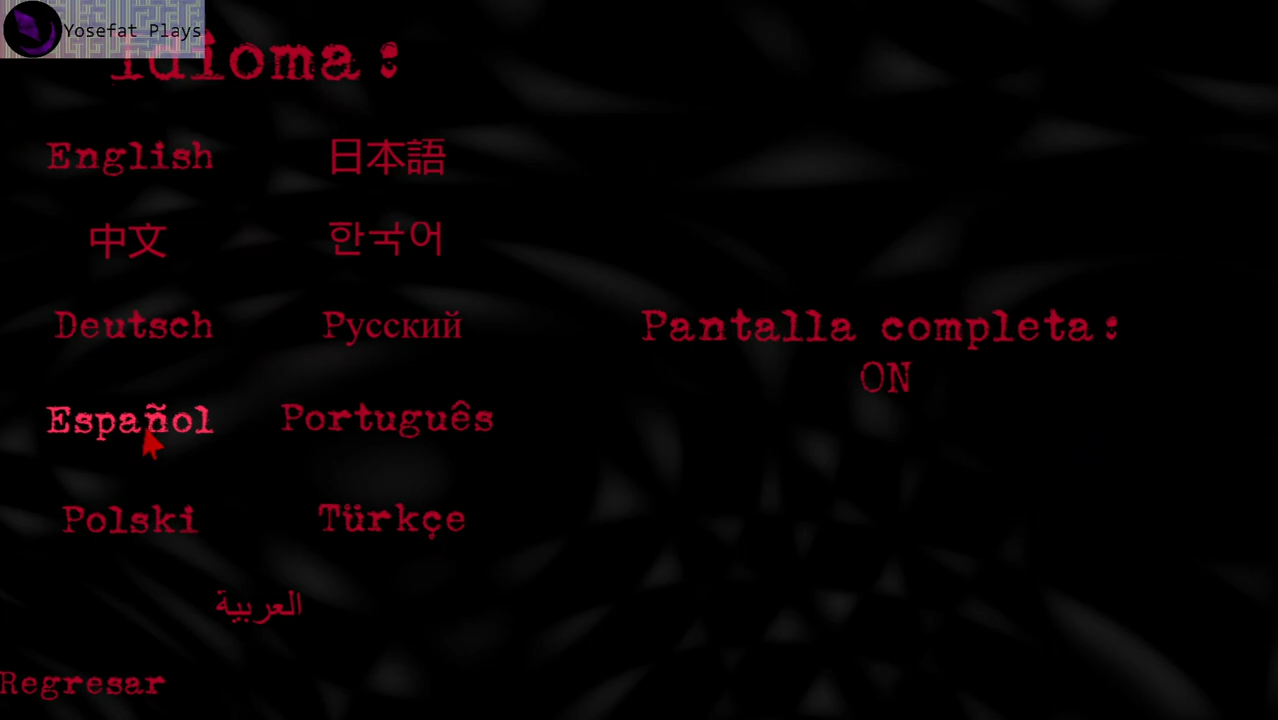 Yosefat Plays
idioma:
English 日本語
中文 한국어
Deutsch Русский
Pantalla completa:
ON
Español Português
Polski Türkçe
العربية
Regresar